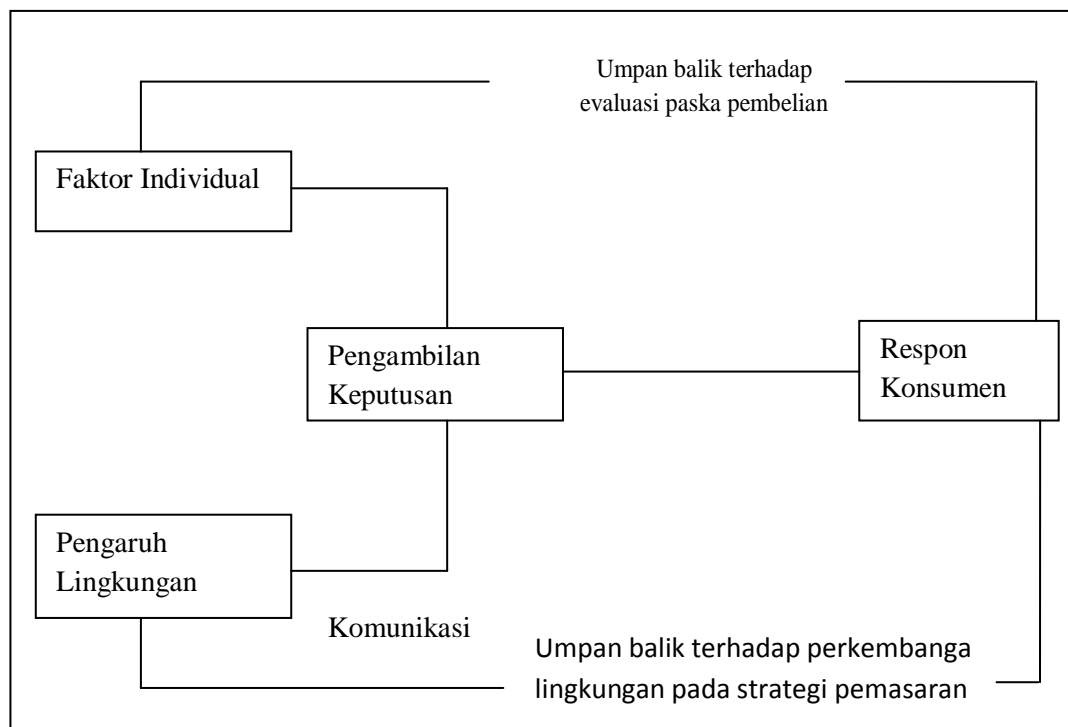 Umpan balik terhadap
evaluasi paska pembelian
Faktor Individual
Pengambilan
Keputusan
Respon
Konsumen
Pengaruh
Lingkungan
Komunikasi
Umpan balik terhadap perkembanga
lingkungan pada strategi pemasaran